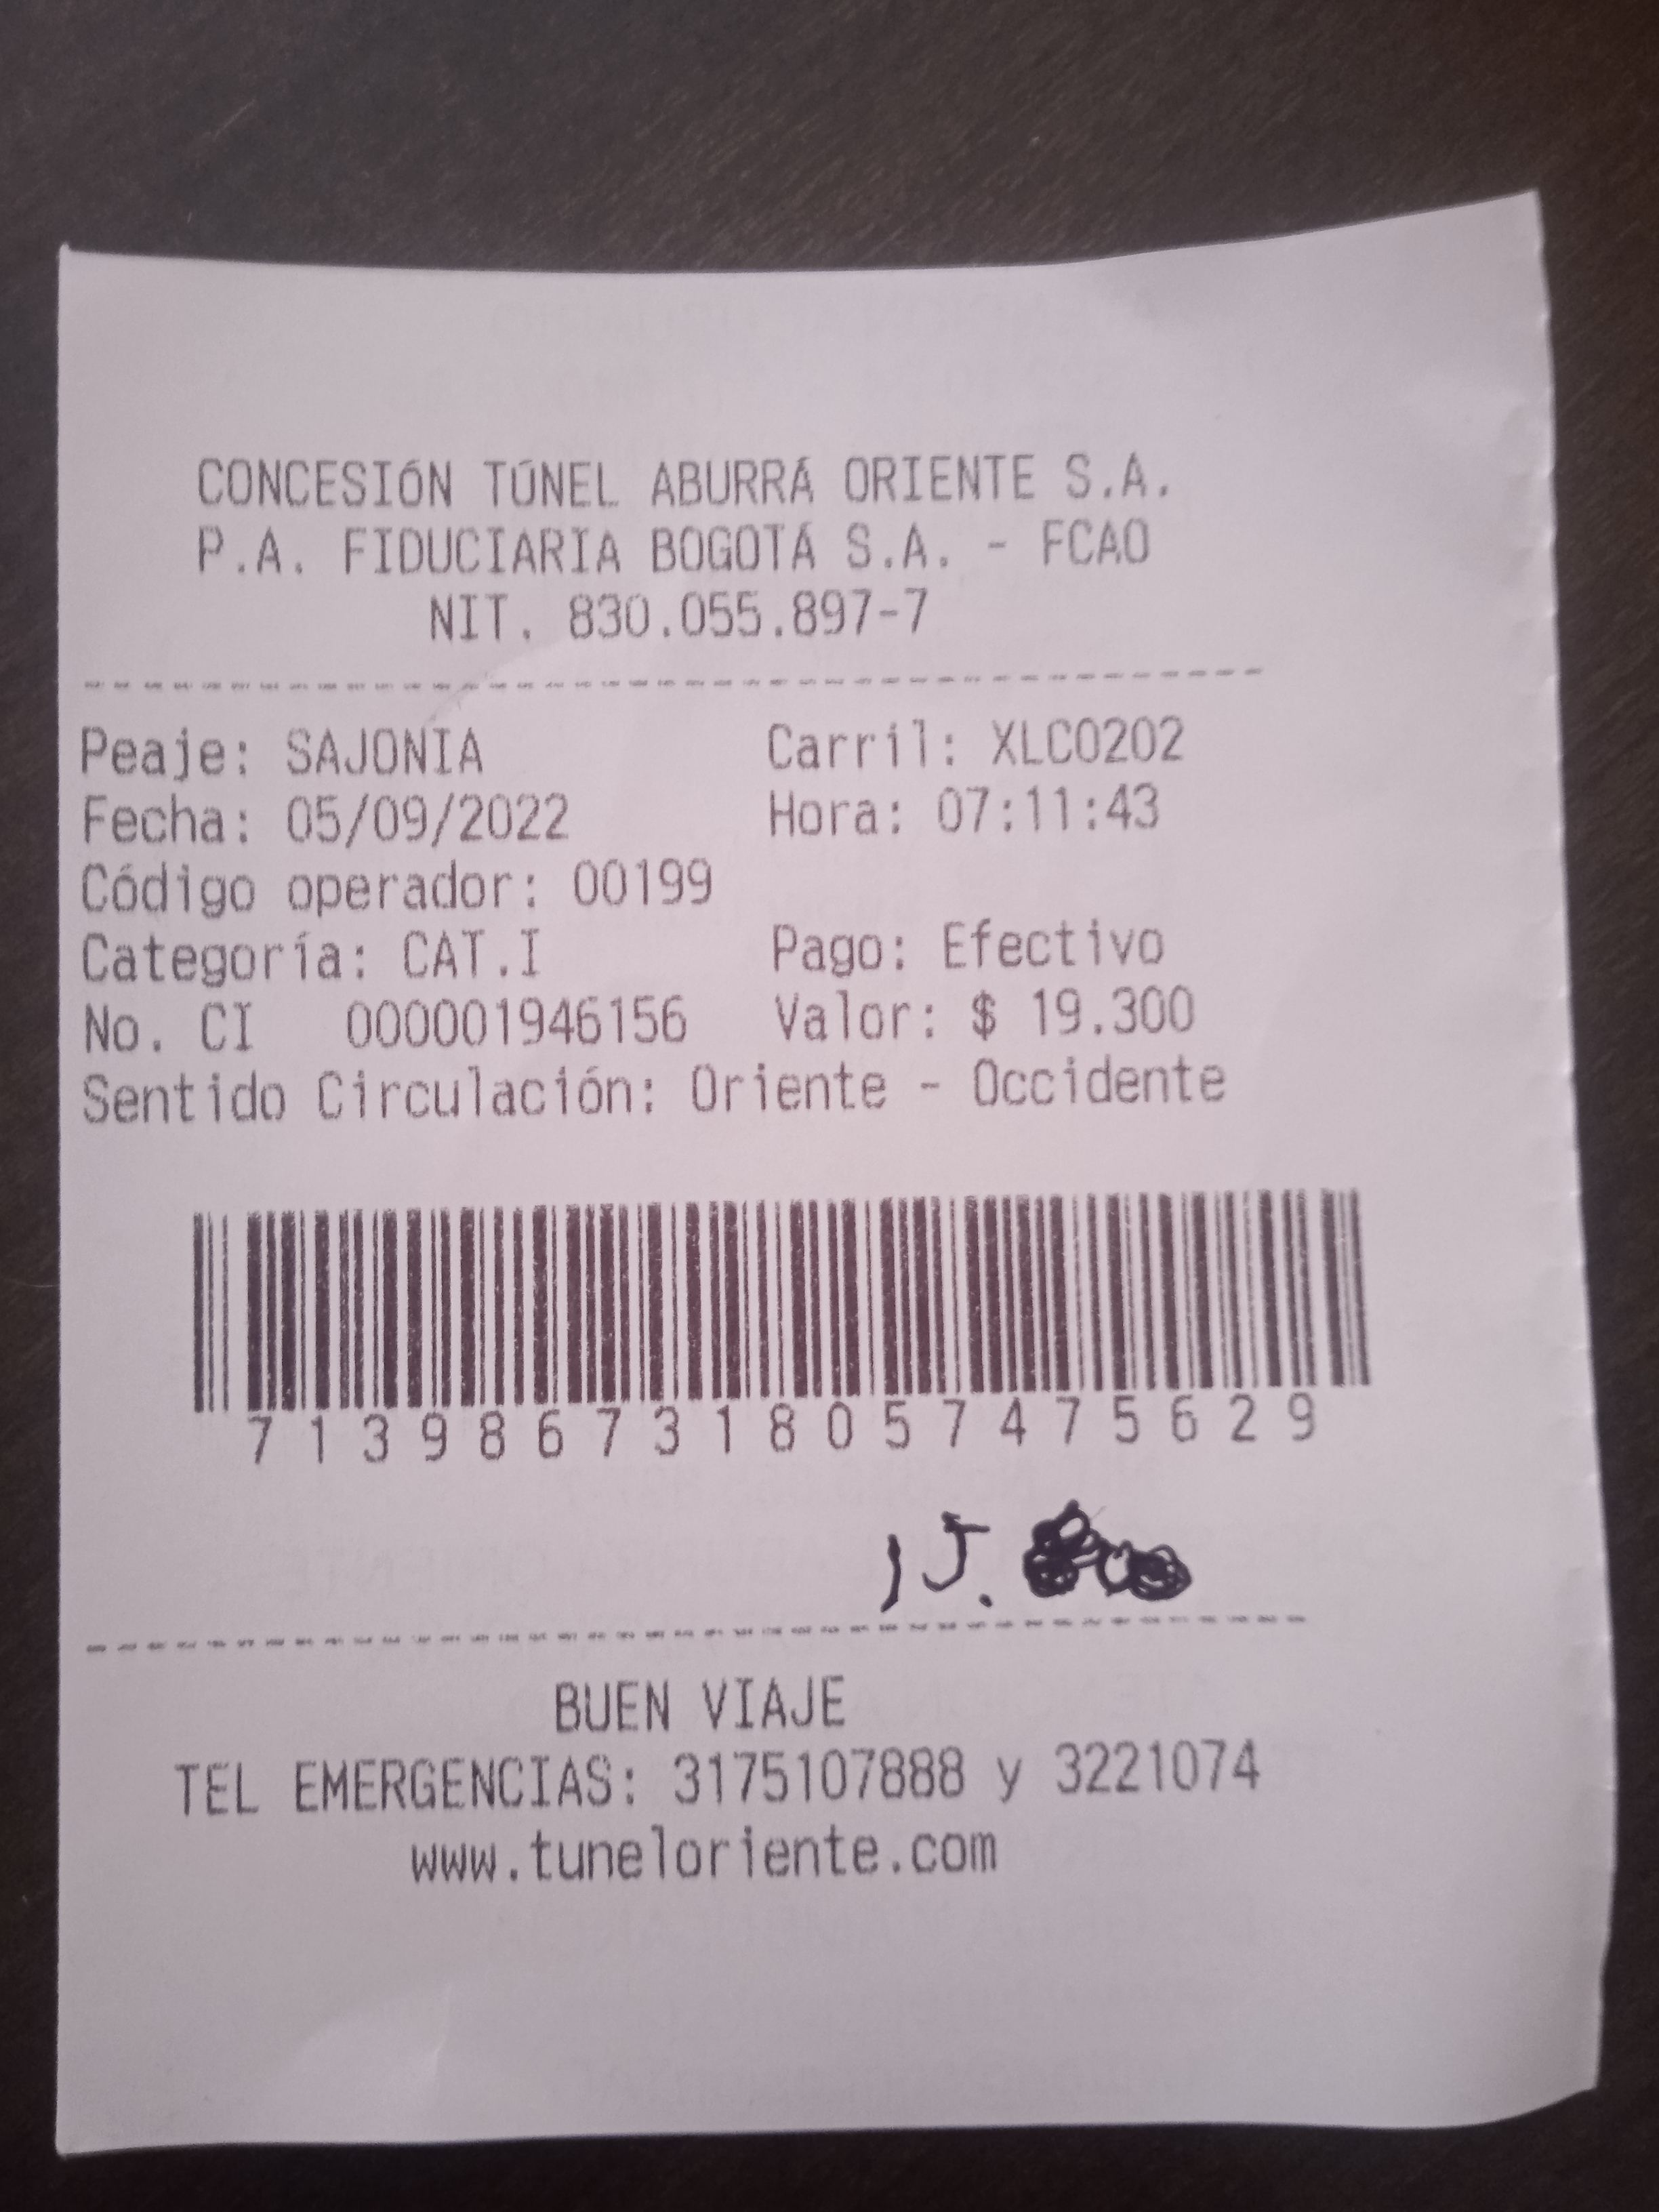 CONCESIÓN TÚNEL ABURRÁ ORIENTE S.A.
P.A. FIDUCIARIA BOGOTÁ S.A. - FCAO
NIT. 830.055.897-7
Peaje: SAJONIA Carril: XLC0202
Fecha: 05/09/2022 Hora: 07:11:43
Código operador: 00199
Categoría: CAT.I Pago: Efectivo
No. CI 000001946156 Valor: $ 19.300
Sentido Circulación: Oriente - Occidente
7139867318057475629
BUEN VIAJE
TEL EMERGENCIAS: 3175107888 y 3221074
www.tuneloriente.com